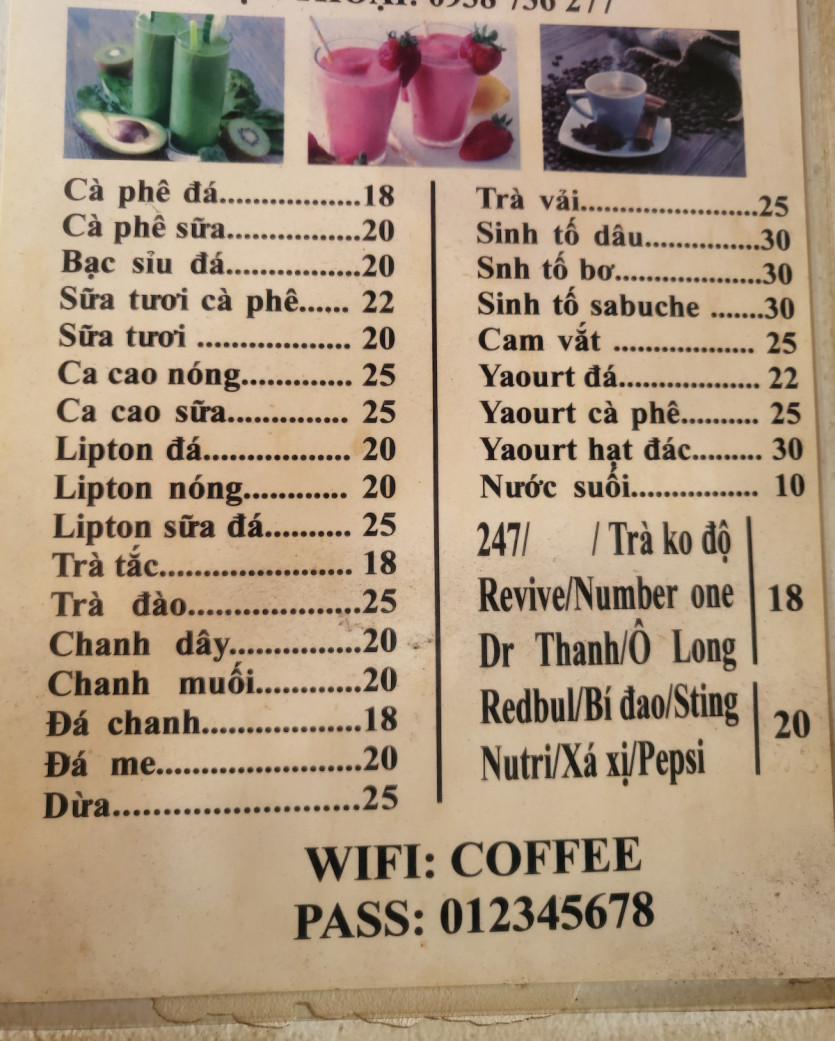 0938 736 277
Cà phê đá.................18
Cà phê sữa................20
Bạc sỉu đá................20
Sữa tươi cà phê...... 22
Sữa tươi .................. 20
Ca cao nóng............. 25
Ca cao sữa.............. 25
Lipton đá.................. 20
Lipton nóng............ 20
Lipton sữa đá.......... 25
Trà tắc....................... 18
Trà đào.....................25
Chanh dây................20
Chanh muối.............20
Đá chanh...................18
Đá me.........................20
Dừa..............................25
Trà vải.....................25
Sinh tố dâu..............30
Snh tố bơ..................30
Sinh tố sabuche .......30
Cam vắt ................. 25
Yaourt đá................. 22
Yaourt cà phê.......... 25
Yaourt hạt đác......... 30
Nước suối................ 10
247/ / Trà ko độ
Revive/Number one 18
Dr Thanh/Ô Long
Redbul/Bí đao/Sting 20
Nutri/Xá xị/Pepsi
WIFI: COFFEE
PASS: 012345678